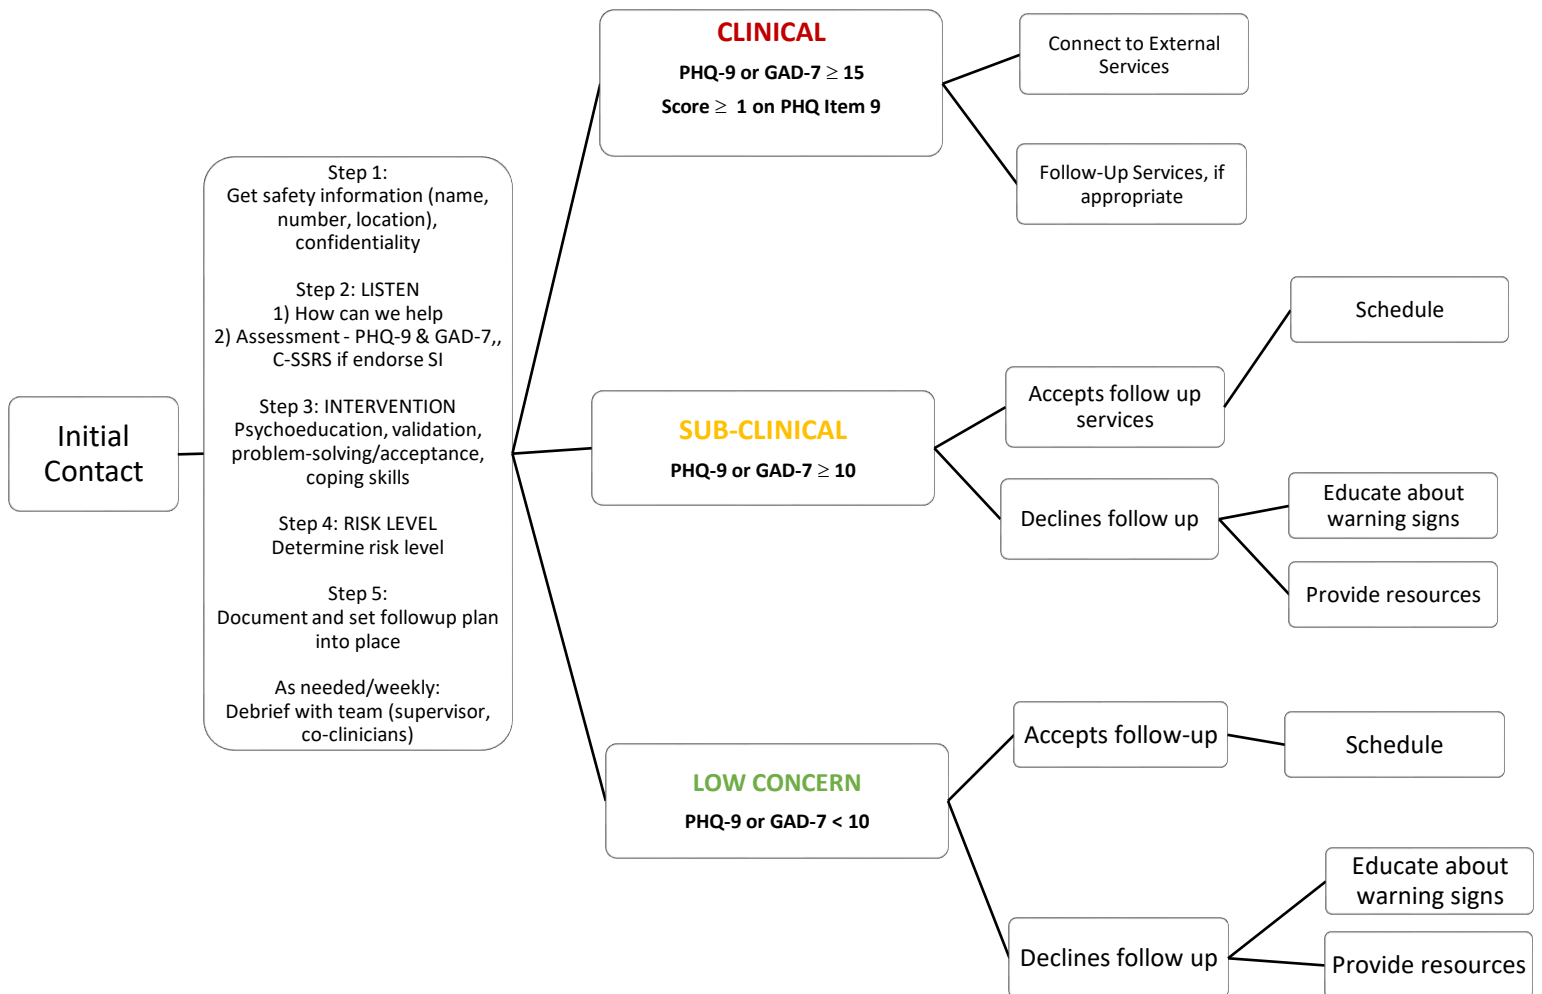 Initial
Contact
Step 1:
Get safety information (name,
number, location),
confidentiality
Step 2: LISTEN
1) How can we help
2) Assessment - PHQ-9 & GAD-7,,
C-SSRS if endorse SI
Step 3: INTERVENTION
Psychoeducation, validation,
problem-solving/acceptance,
coping skills
Step 4: RISK LEVEL
Determine risk level
Step 5:
Document and set followup plan
into place
As needed/weekly:
Debrief with team (supervisor,
co-clinicians)
CLINICAL
PHQ-9 or GAD-7 ≥ 15
Score ≥ 1 on PHQ Item 9
Connect to External
Services
Follow-Up Services, if
appropriate
SUB-CLINICAL
PHQ-9 or GAD-7 ≥ 10
Accepts follow up
services
Schedule
Declines follow up
Educate about
warning signs
Provide resources
LOW CONCERN
PHQ-9 or GAD-7 < 10
Accepts follow-up
Schedule
Declines follow up
Educate about
warning signs
Provide resources